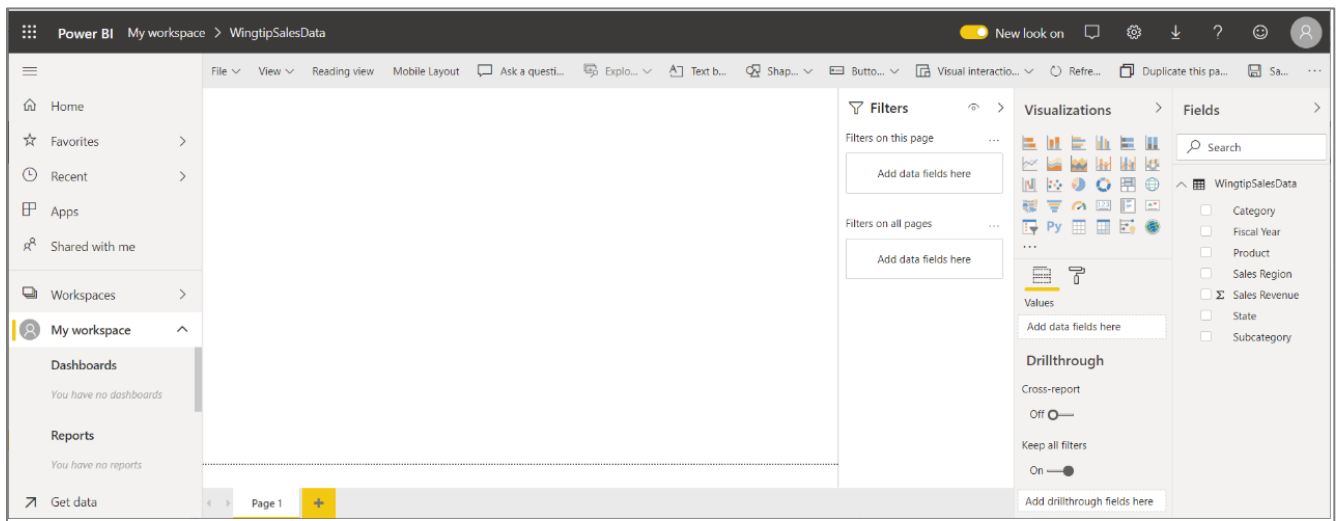 Power BI My workspace > WingtipSalesData New look on ?
File View Reading view Mobile Layout Ask a questi... Explo... Text b... Shap... Butto... Visual interactio... Refre... Duplicate this pa... Sa... ...
Home
Favorites
Recent
Apps
Shared with me
Workspaces
My workspace
Dashboards
You have no dashboards
Reports
You have no reports
Get data
Page 1 +
Filters
Filters on this page ...
Add data fields here
Filters on all pages ...
Add data fields here
Visualizations
123
Py
...
Values
Add data fields here
Drillthrough
Cross-report
Off
Keep all filters
On
Add drillthrough fields here
Fields
Search
WingtipSalesData
Category
Fiscal Year
Product
Sales Region
Σ Sales Revenue
State
Subcategory